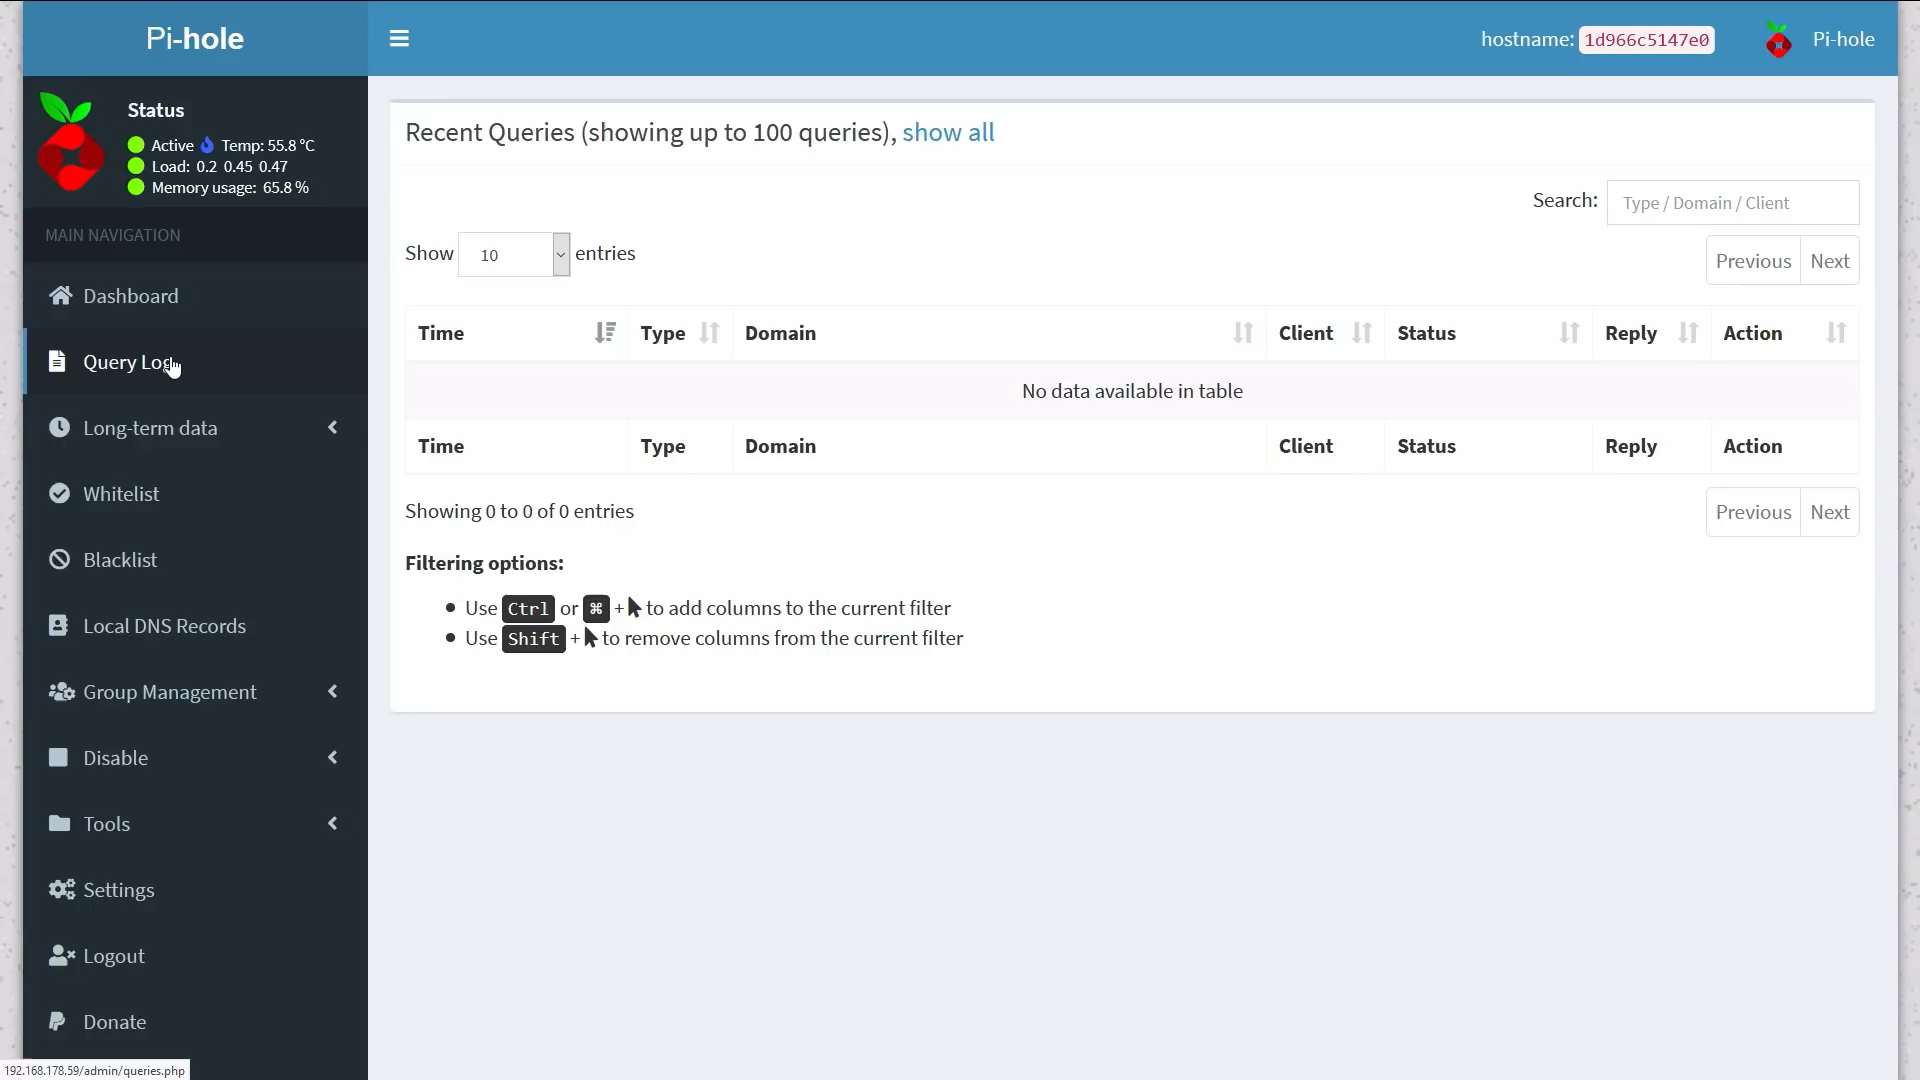 Pi-hole
hostname: 1d966c5147e0
Pi-hole
Status
Active Temp: 55.8 °C
Load: 0.2 0.45 0.47
Memory usage: 65.8 %
MAIN NAVIGATION
Dashboard
Query Log
Long-term data
Whitelist
Blacklist
Local DNS Records
Group Management
Disable
Tools
Settings
Logout
Donate
Recent Queries (showing up to 100 queries), show all
Search: Type / Domain / Client
Show 10 entries
Previous Next
Time Type Domain Client Status Reply Action
No data available in table
Time Type Domain Client Status Reply Action
Showing 0 to 0 of 0 entries
Previous Next
Filtering options:
Use Ctrl or ⌘ + to add columns to the current filter
Use Shift + to remove columns from the current filter
192.168.178.59/admin/queries.php